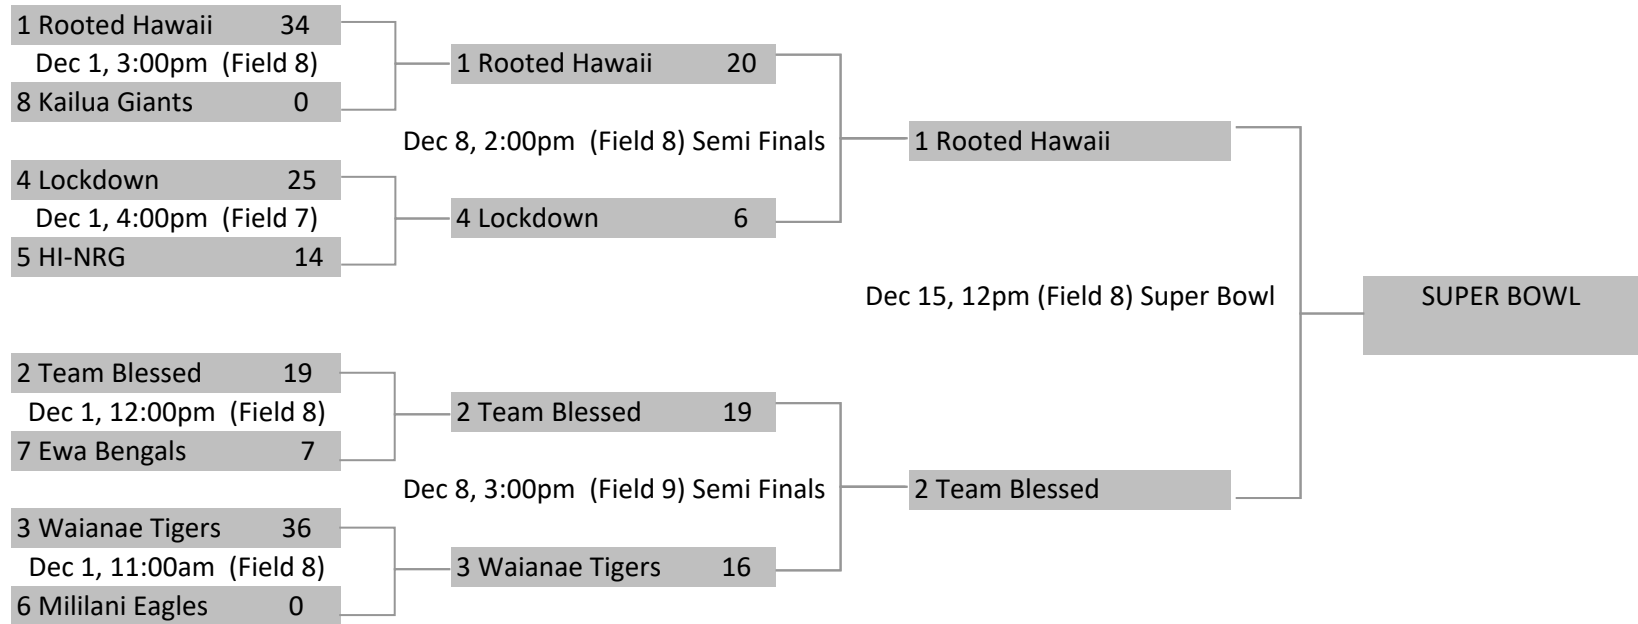 1 Rooted Hawaii 34
Dec 1, 3:00pm (Field 8)
8 Kailua Giants 0
4 Lockdown 25
Dec 1, 4:00pm (Field 7)
5 HI-NRG 14
2 Team Blessed 19
Dec 1, 12:00pm (Field 8)
7 Ewa Bengals 7
3 Waianae Tigers 36
Dec 1, 11:00am (Field 8)
6 Mililani Eagles 0
1 Rooted Hawaii 20
Dec 8, 2:00pm (Field 8) Semi Finals
4 Lockdown 6
2 Team Blessed 19
Dec 8, 3:00pm (Field 9) Semi Finals
3 Waianae Tigers 16
1 Rooted Hawaii
Dec 15, 12pm (Field 8) Super Bowl
2 Team Blessed
SUPER BOWL